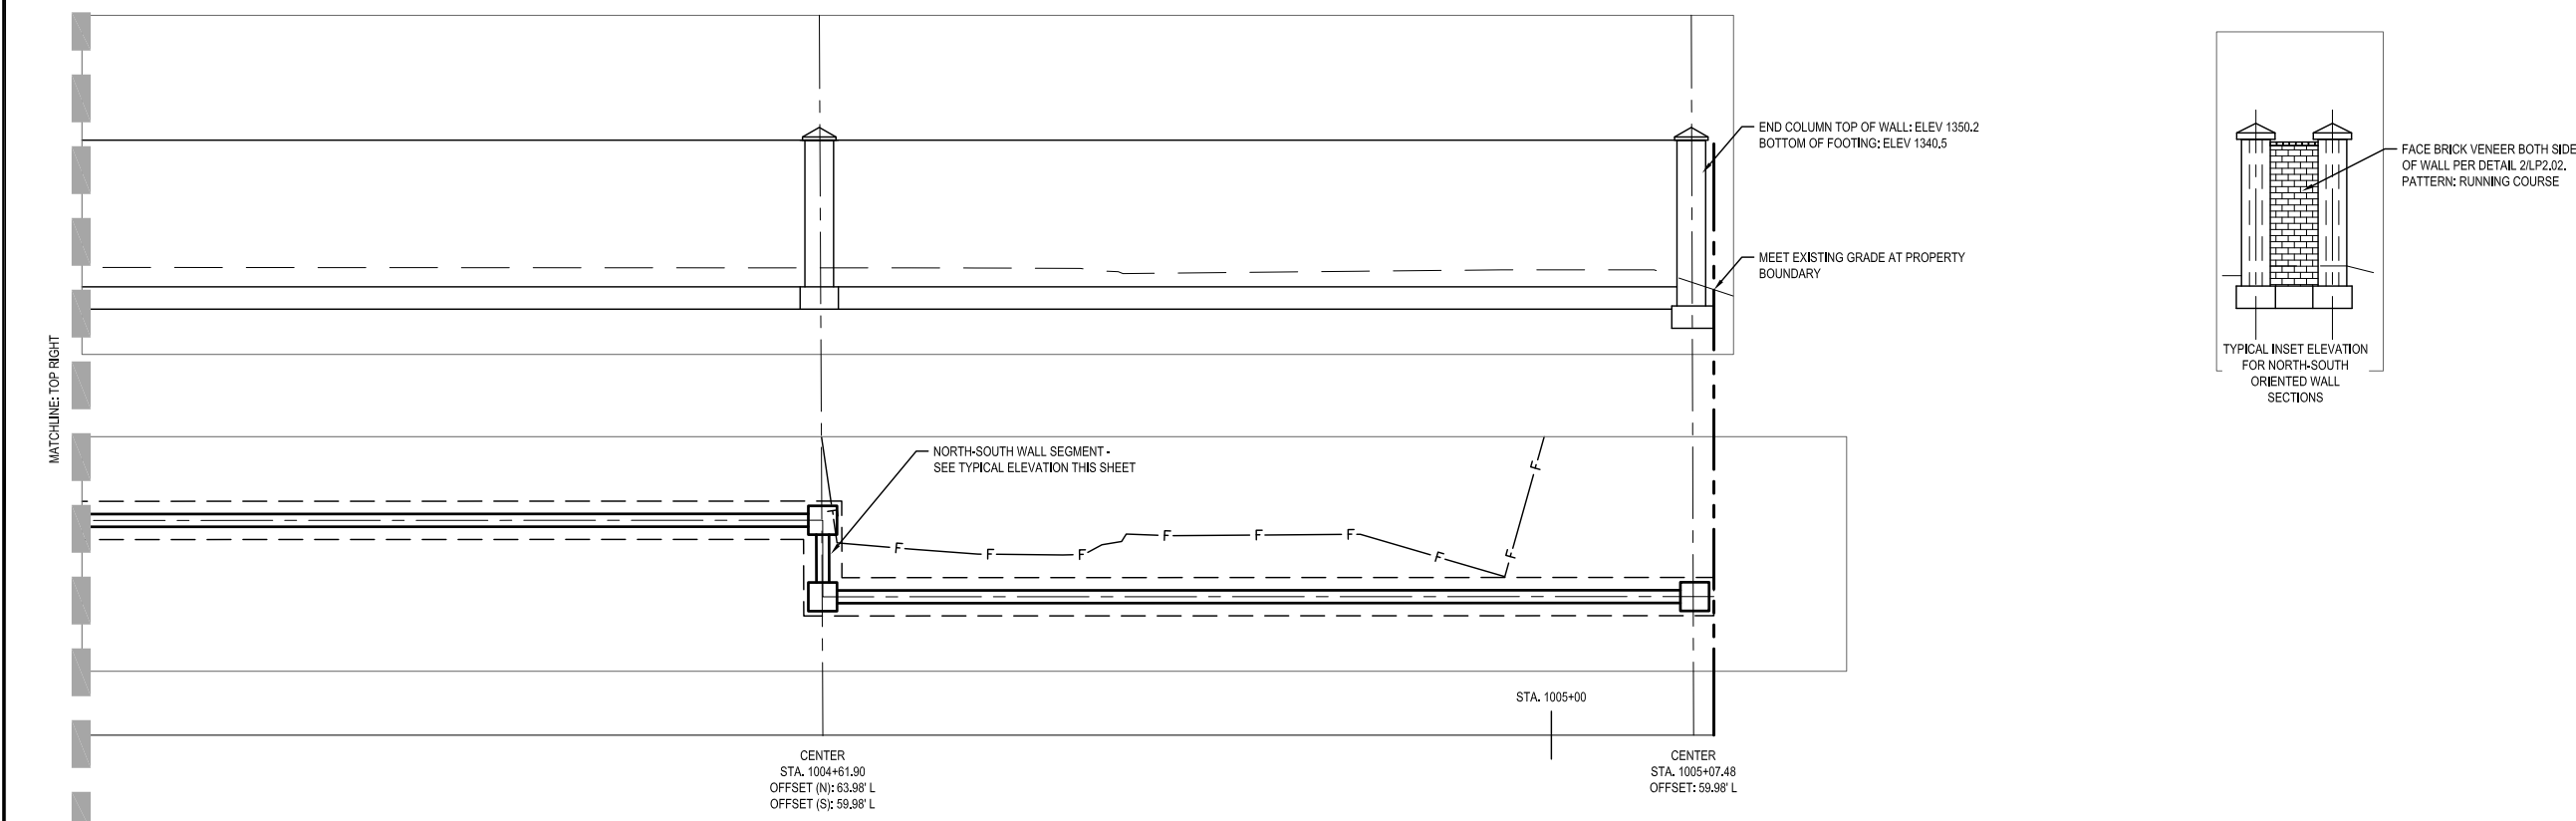 END COLUMN TOP OF WALL: ELEV 1350.2
BOTTOM OF FOOTING: ELEV 1340.5
MEET EXISTING GRADE AT PROPERTY
BOUNDARY
FACE BRICK VENEER BOTH SIDE
OF WALL PER DETAIL 2/LP2.02.
PATTERN: RUNNING COURSE
TYPICAL INSET ELEVATION
FOR NORTH-SOUTH
ORIENTED WALL
SECTIONS
MATCHLINE: TOP RIGHT
NORTH-SOUTH WALL SEGMENT -
SEE TYPICAL ELEVATION THIS SHEET
F
F
F
F
F
F
F
F
F
F
STA. 1005+00
CENTER
STA. 1004+61.90
OFFSET (N): 63.98' L
OFFSET (S): 59.98' L
CENTER
STA. 1005+07.48
OFFSET: 59.98' L